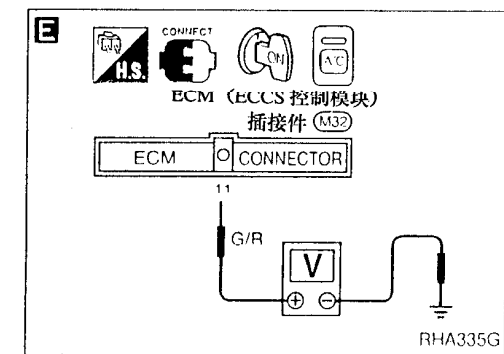 E
H.S.
CONNECT
ON
A/C
ECM（ECCS 控制模块）
插接件 M32
ECM CONNECTOR
11
G/R
V
⊕ ⊖
RHA335G